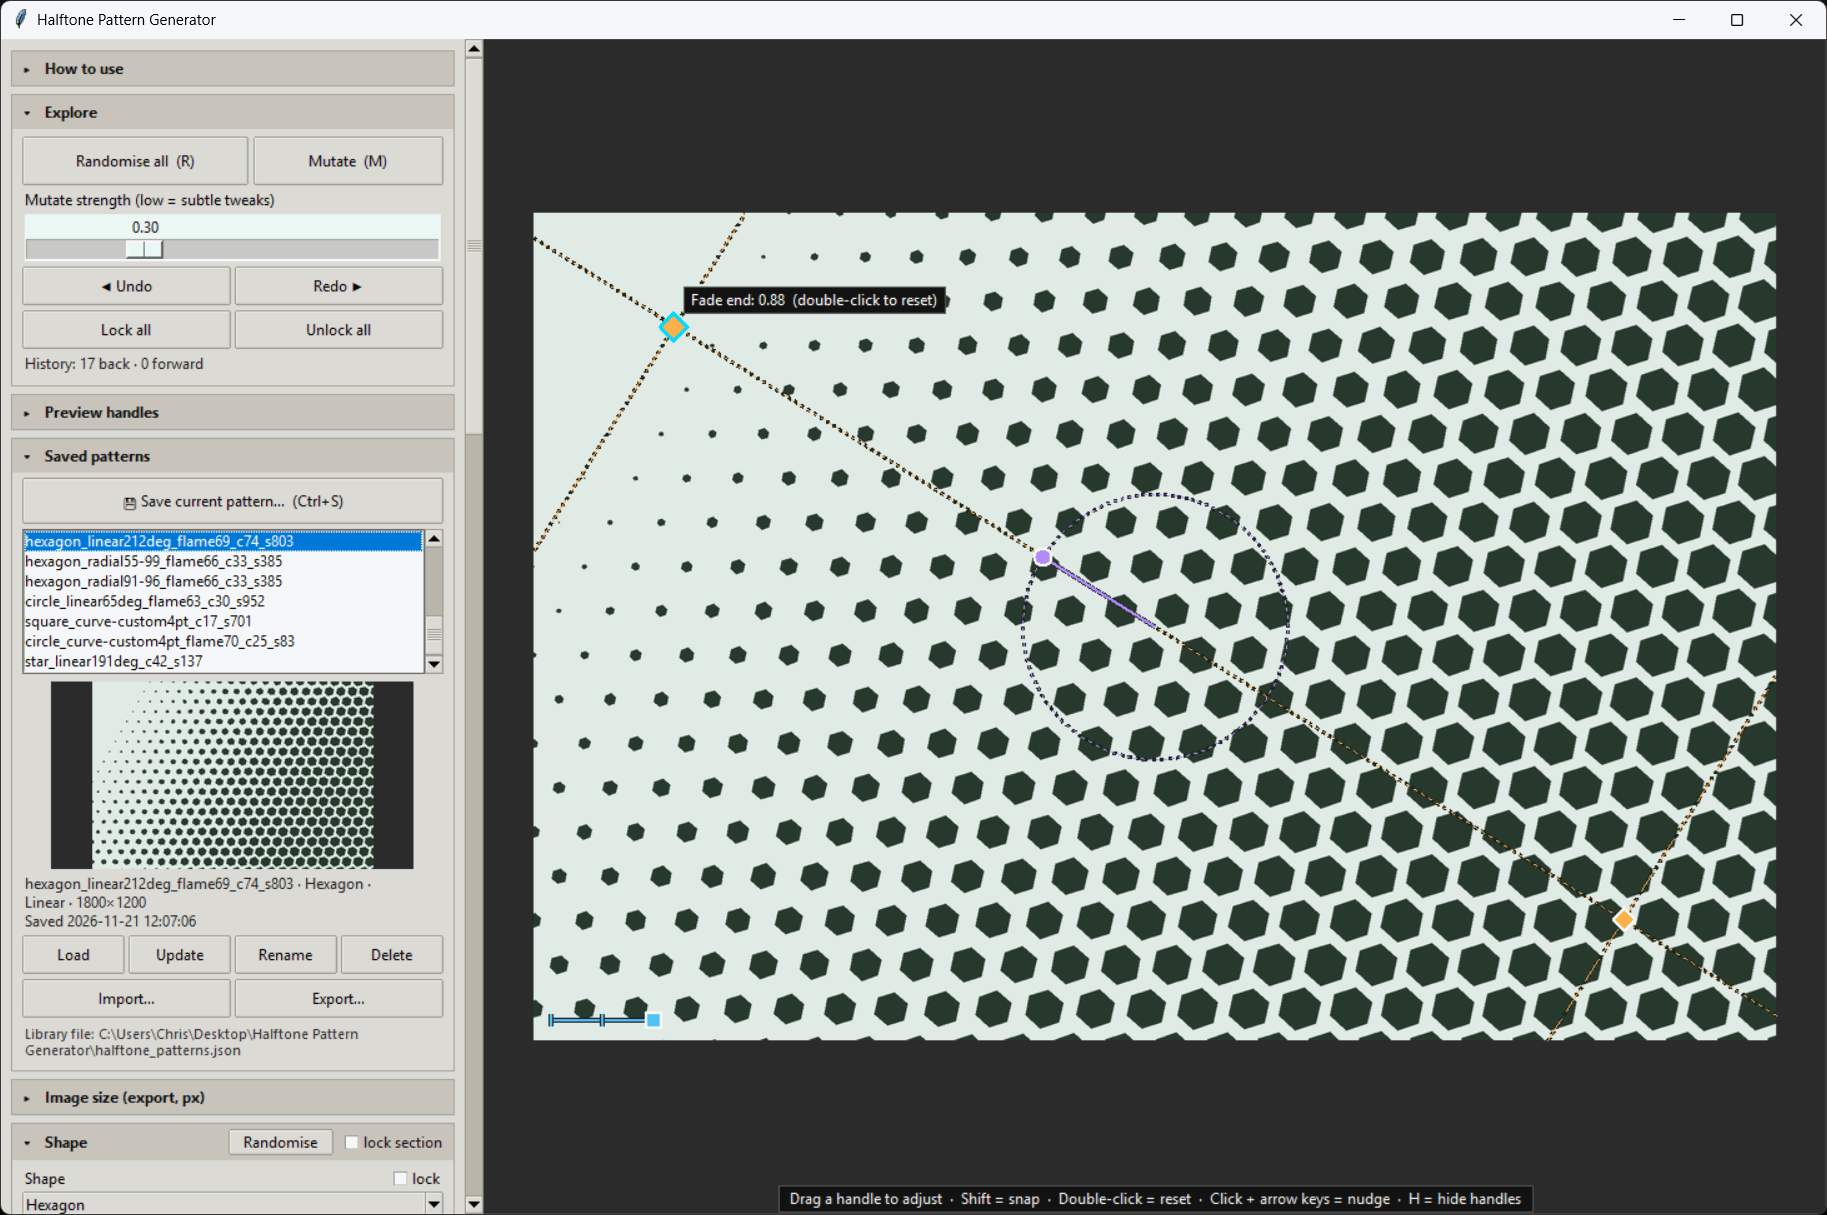 Halftone Pattern Generator
How to use
Explore
Randomise all (R)
Mutate (M)
Mutate strength (low = subtle tweaks)
0.30
◄ Undo
Redo ►
Lock all
Unlock all
History: 17 back · 0 forward
Preview handles
Saved patterns
Save current pattern... (Ctrl+S)
hexagon_linear212deg_flame69_c74_s803
hexagon_radial55-99_flame66_c33_s385
hexagon_radial91-96_flame66_c33_s385
circle_linear65deg_flame63_c30_s952
square_curve-custom4pt_c17_s701
circle_curve-custom4pt_flame70_c25_s83
star_linear191deg_c42_s137
hexagon_linear212deg_flame69_c74_s803 · Hexagon ·
Linear · 1800×1200
Saved 2026-11-21 12:07:06
Load
Update
Rename
Delete
Import...
Export...
Library file: C:\Users\Chris\Desktop\Halftone Pattern
Generator\halftone_patterns.json
Image size (export, px)
Shape
Randomise
lock section
Shape
lock
Hexagon
Fade end: 0.88 (double-click to reset)
Drag a handle to adjust · Shift = snap · Double-click = reset · Click + arrow keys = nudge · H = hide handles